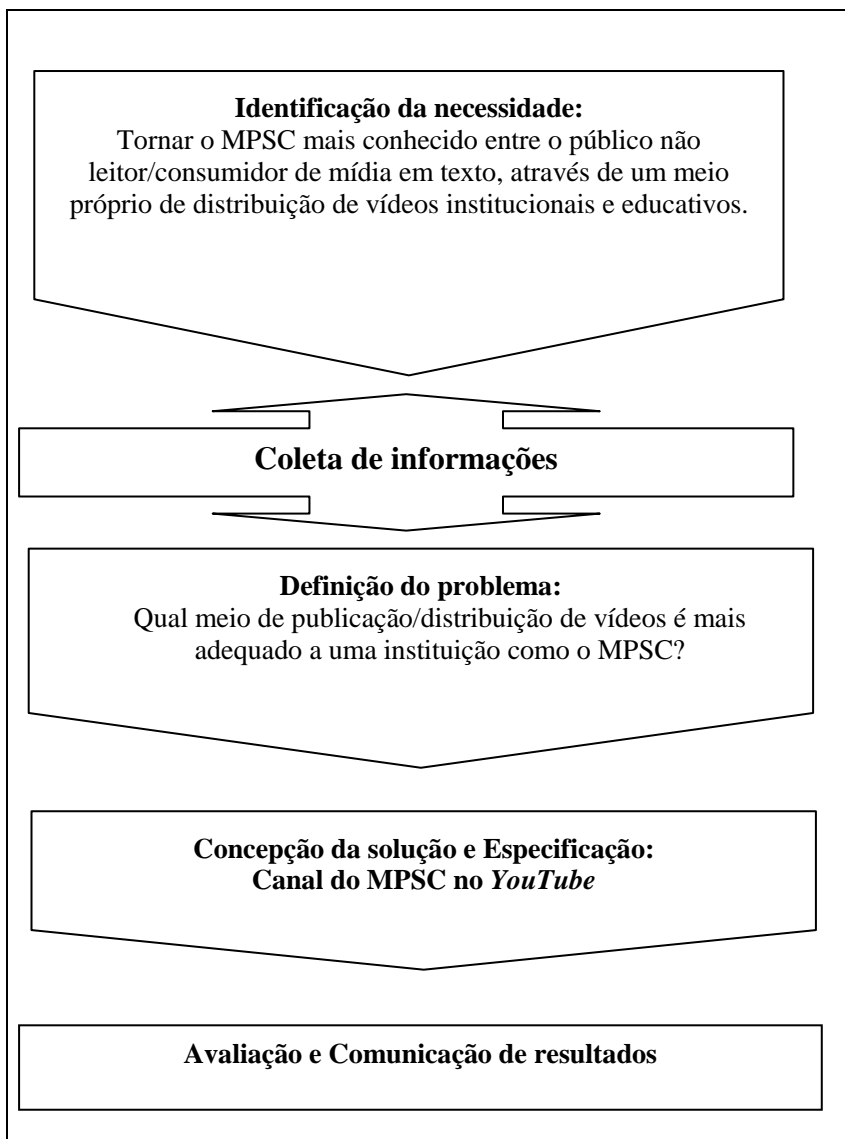 Identificação da necessidade:
Tornar o MPSC mais conhecido entre o público não
leitor/consumidor de mídia em texto, através de um meio
próprio de distribuição de vídeos institucionais e educativos.
Coleta de informações
Definição do problema:
Qual meio de publicação/distribuição de vídeos é mais
adequado a uma instituição como o MPSC?
Concepção da solução e Especificação:
Canal do MPSC no YouTube
Avaliação e Comunicação de resultados